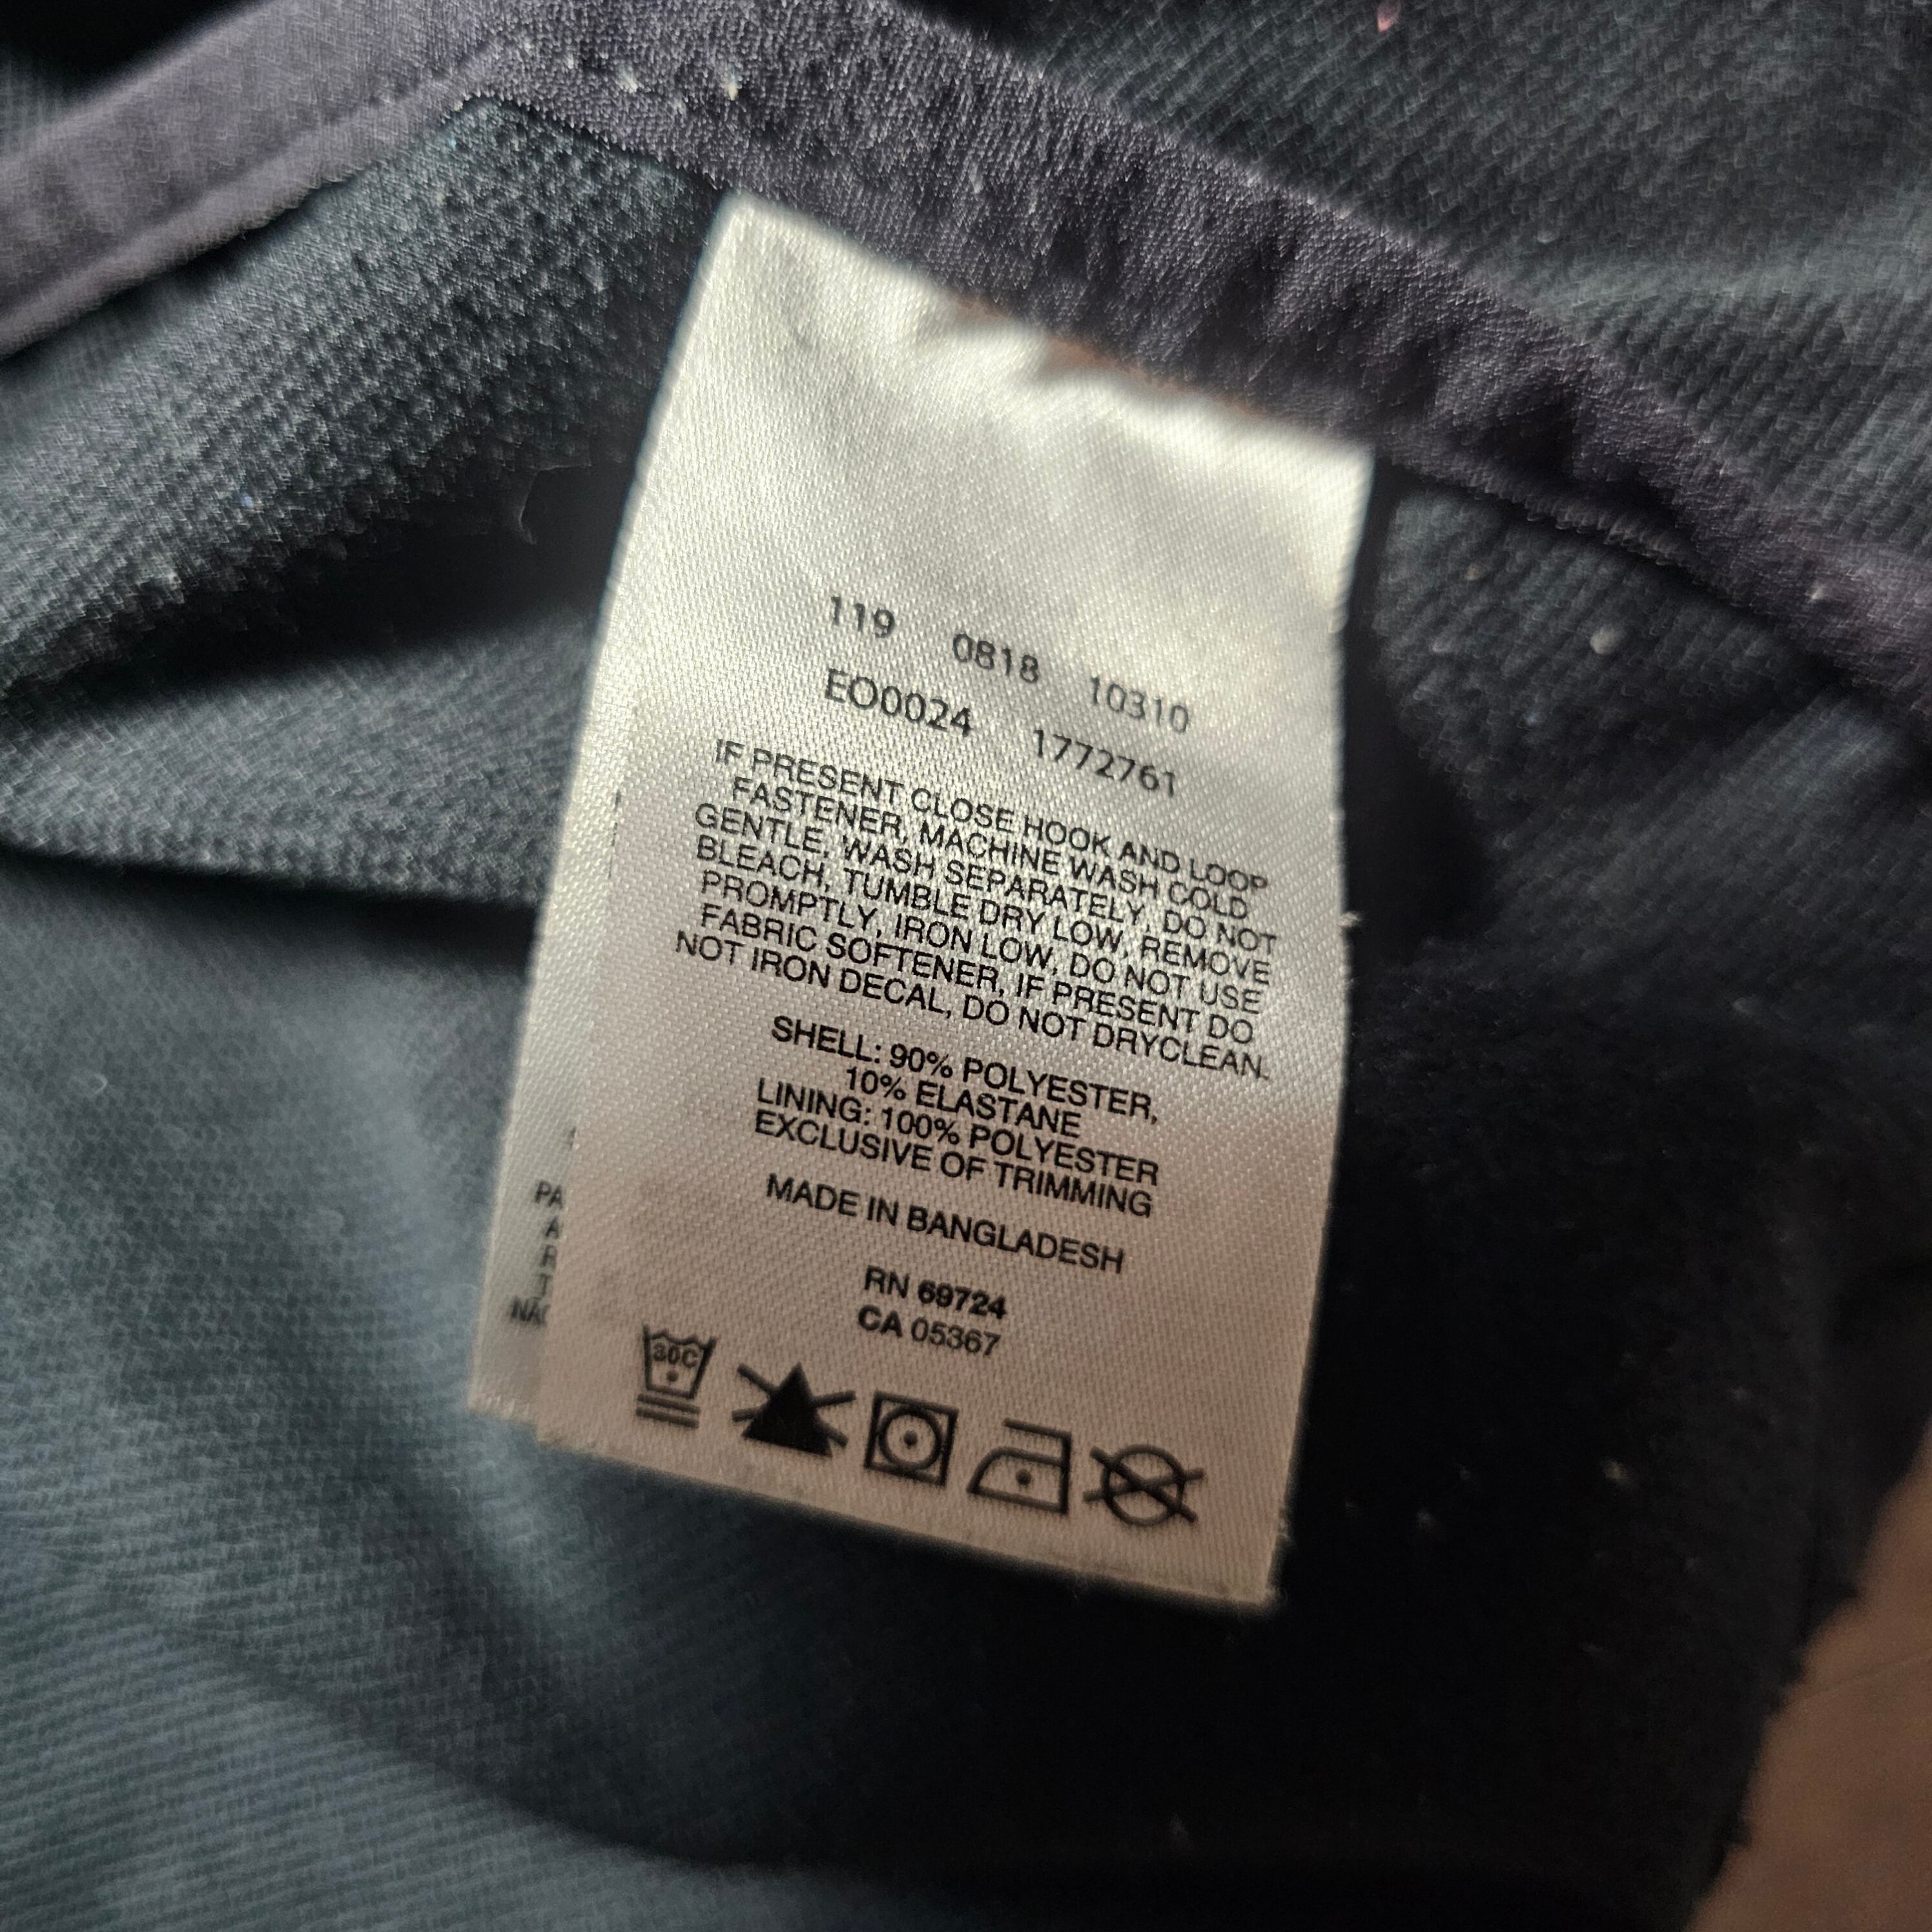 119 0818 10310
EO0024 1772761
IF PRESENT CLOSE HOOK AND LOOP
FASTENER, MACHINE WASH COLD
GENTLE, WASH SEPARATELY, DO NOT
BLEACH, TUMBLE DRY LOW, REMOVE
PROMPTLY, IRON LOW, DO NOT USE
FABRIC SOFTENER, IF PRESENT DO
NOT IRON DECAL, DO NOT DRYCLEAN.
SHELL: 90% POLYESTER,
10% ELASTANE
LINING: 100% POLYESTER
EXCLUSIVE OF TRIMMING
MADE IN BANGLADESH
RN 69724
CA 05367
30C